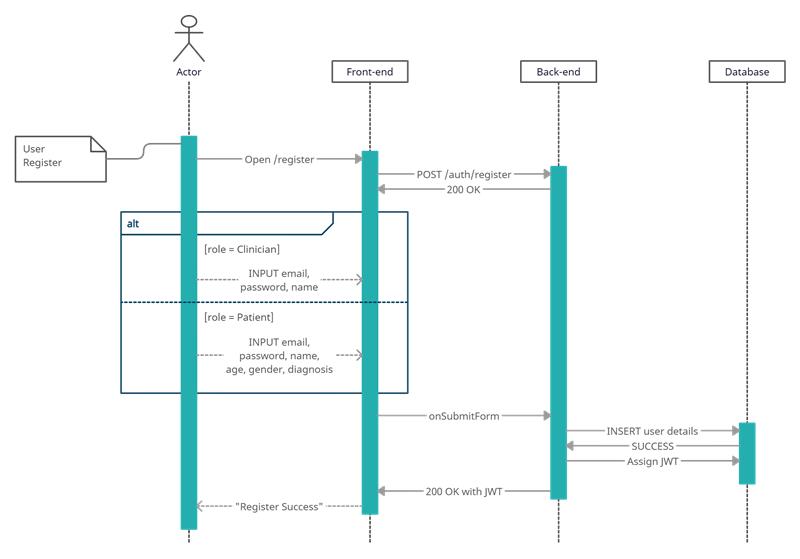 Actor
Front-end
Back-end
Database
User
Register
Open /register
POST /auth/register
200 OK
alt
[role = Clinician]
INPUT email,
password, name
[role = Patient]
INPUT email,
password, name,
age, gender, diagnosis
onSubmitForm
INSERT user details
SUCCESS
Assign JWT
200 OK with JWT
"Register Success"